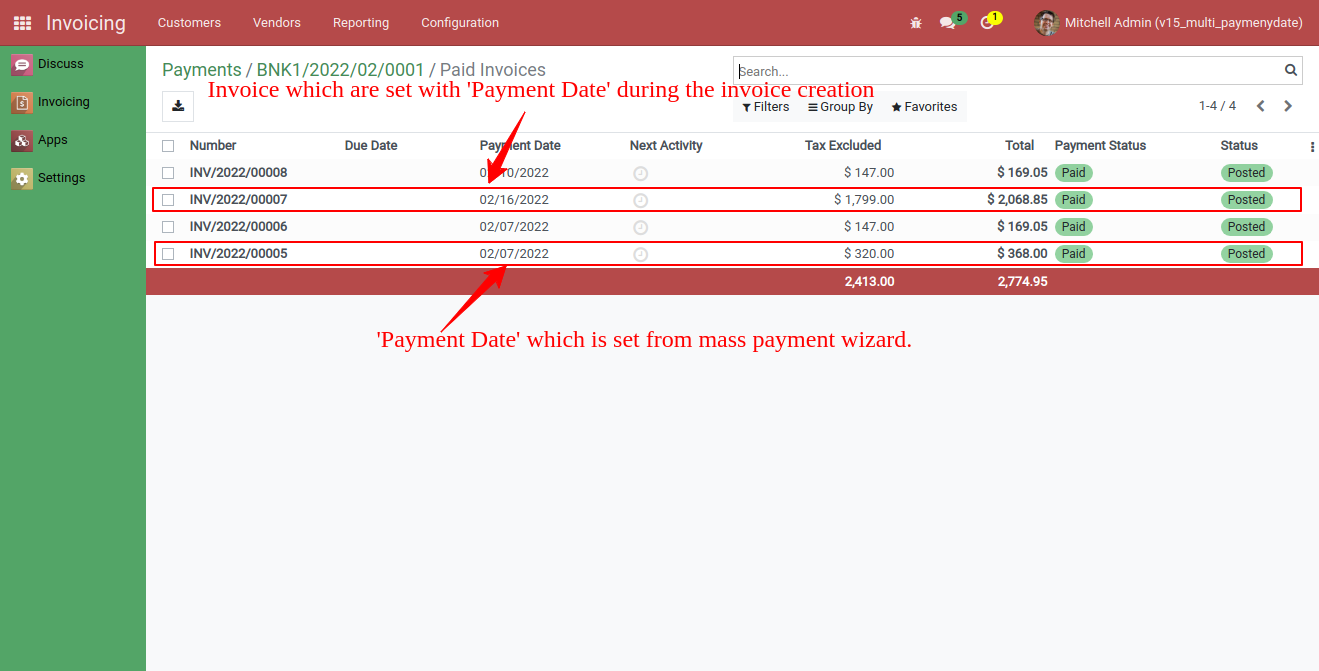 Invoicing Customers Vendors Reporting Configuration 5 1 Mitchell Admin (v15_multi_paymenydate)
Discuss
Invoicing
Apps
Settings
Payments / BNK1/2022/02/0001 / Paid Invoices
Search...
Invoice which are set with 'Payment Date' during the invoice creation
Filters Group By Favorites 1-4 / 4
Number Due Date Payment Date Next Activity Tax Excluded Total Payment Status Status
INV/2022/00008 /2022 $ 147.00 $ 169.05 Paid Posted
INV/2022/00007 02/16/2022 $ 1,799.00 $ 2,068.85 Paid Posted
INV/2022/00006 02/07/2022 $ 147.00 $ 169.05 Paid Posted
INV/2022/00005 02/07/2022 $ 320.00 $ 368.00 Paid Posted
2,413.00 2,774.95
'Payment Date' which is set from mass payment wizard.